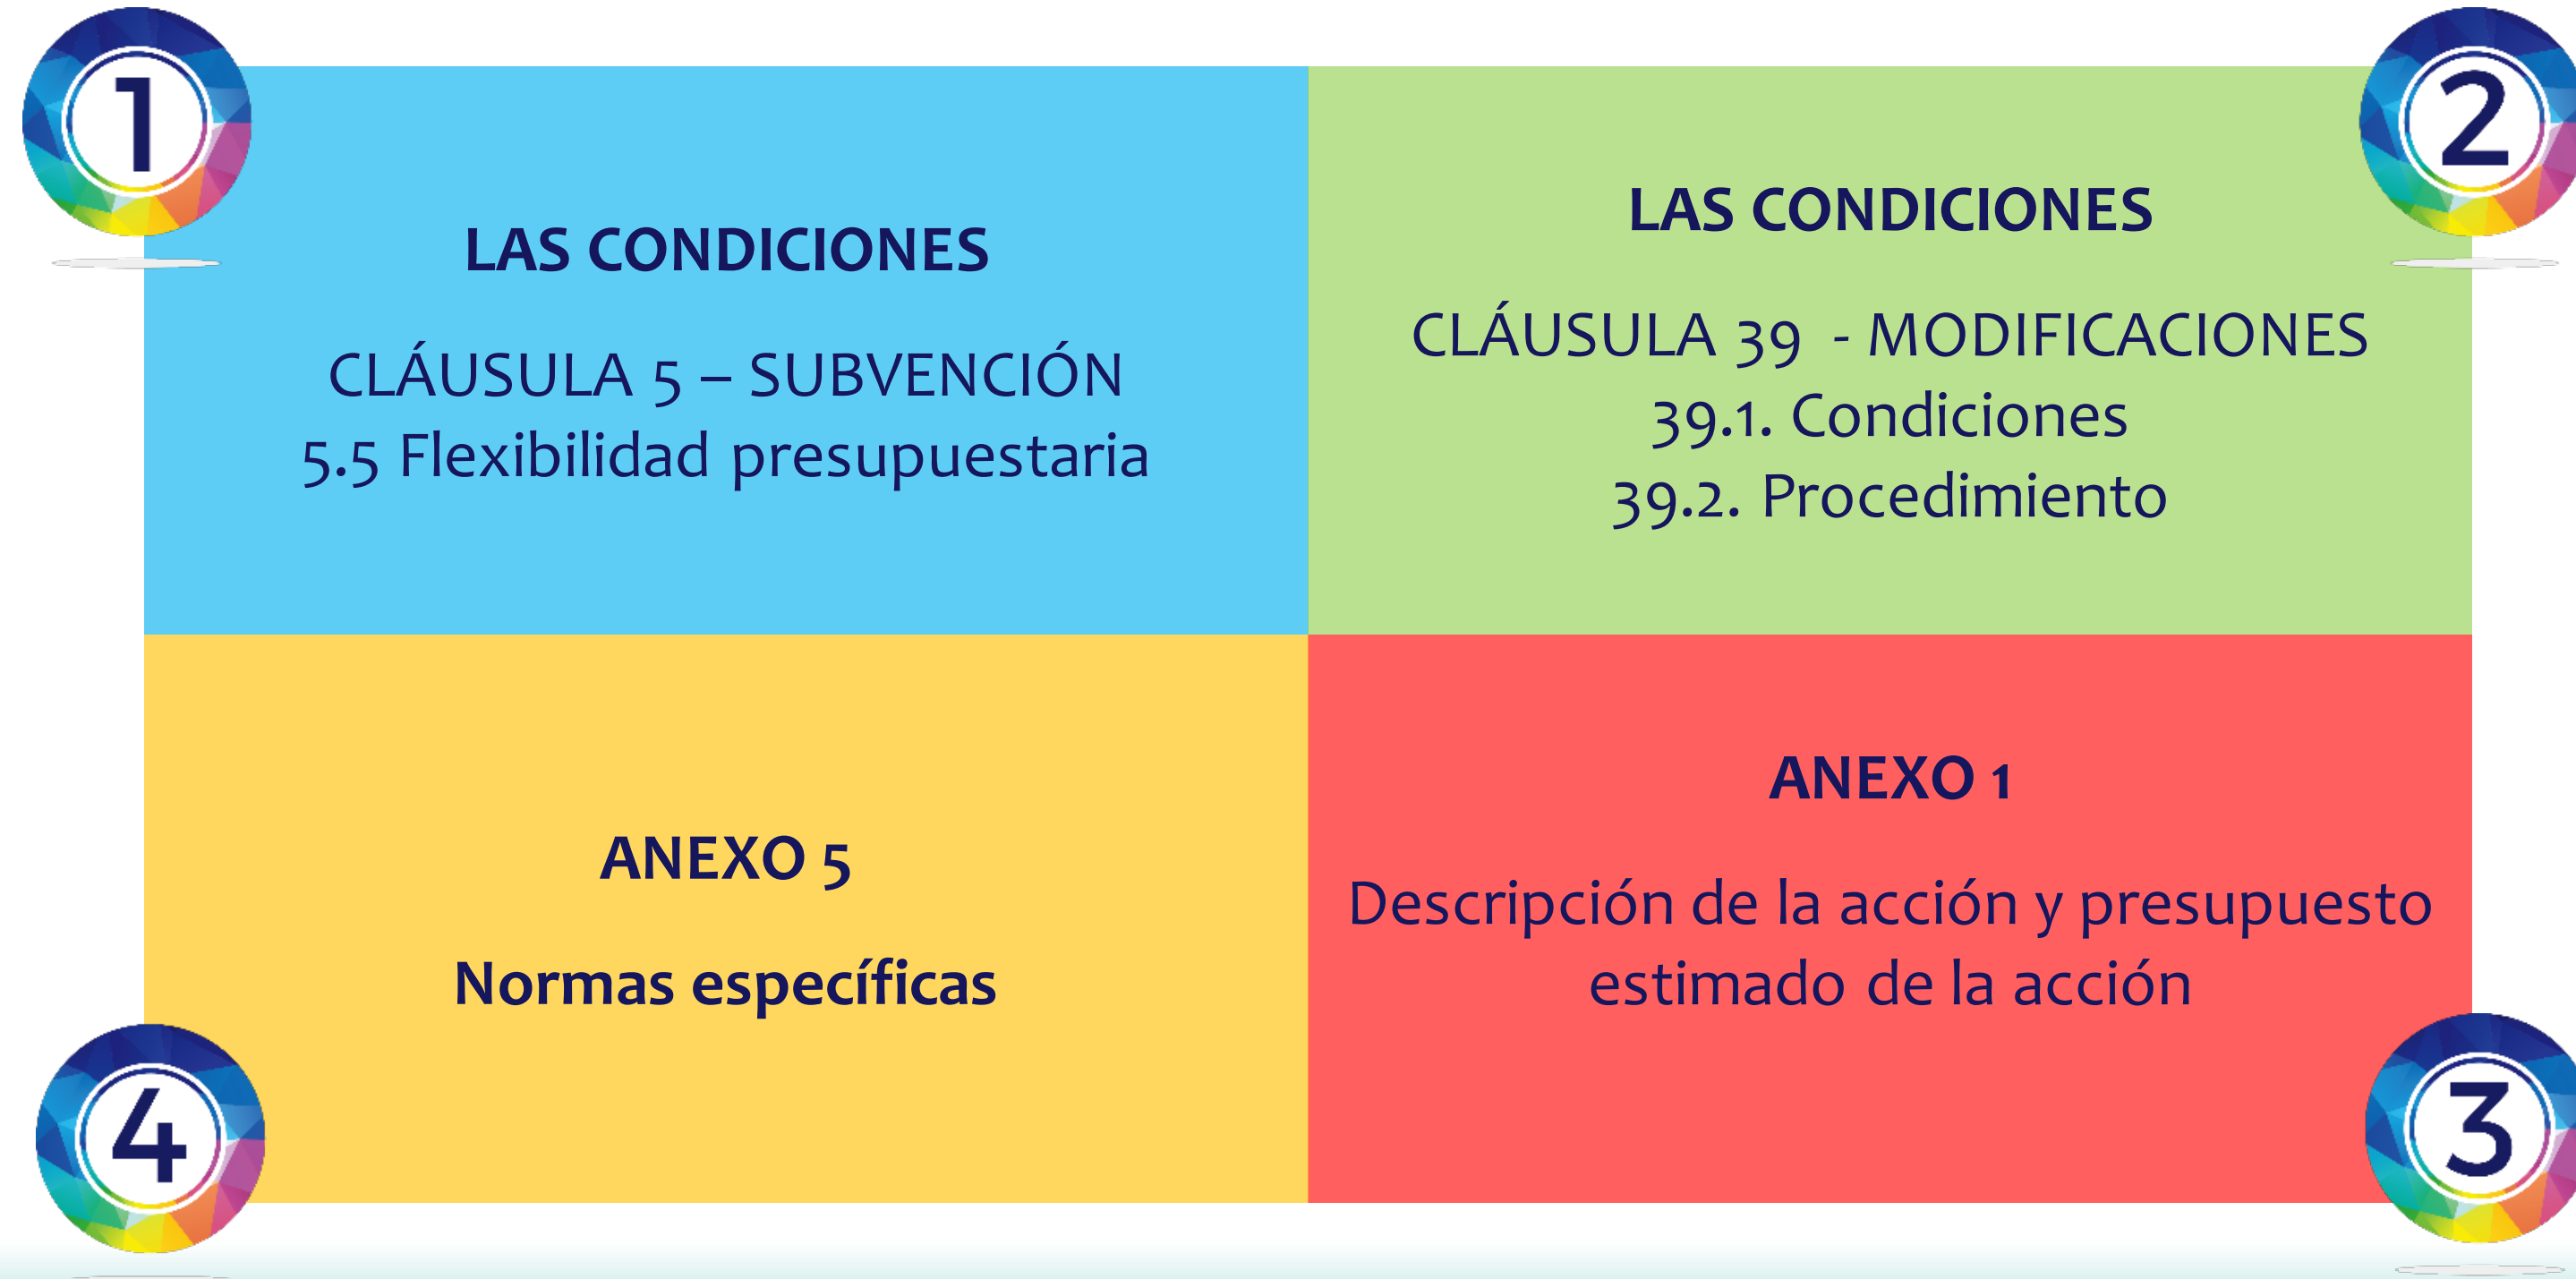 1
LAS CONDICIONES
CLÁUSULA 5 – SUBVENCIÓN
5.5 Flexibilidad presupuestaria
2
LAS CONDICIONES
CLÁUSULA 39 - MODIFICACIONES
39.1. Condiciones
39.2. Procedimiento
3
ANEXO 1
Descripción de la acción y presupuesto
estimado de la acción
4
ANEXO 5
Normas específicas